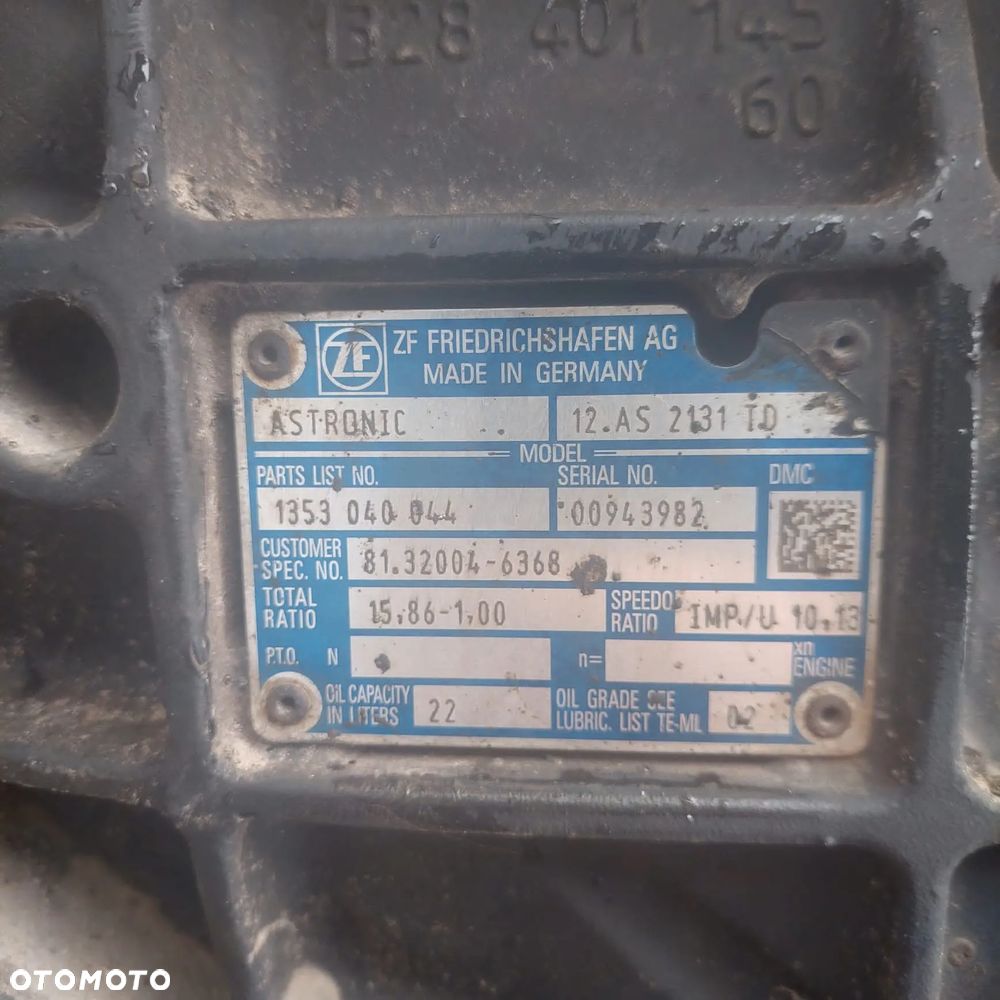 1328 401 145
60
ZF
ZF FRIEDRICHSHAFEN AG
MADE IN GERMANY
ASTRONIC 12 AS 2131 TD
MODEL
PARTS LIST NO. SERIAL NO. DMC
1353 040 044 00943982
CUSTOMER SPEC. NO. 81.32004-6368
TOTAL RATIO 15,86-1,00 SPEEDO RATIO IMP/U 10,13
P.T.O. N n= xn ENGINE
OIL CAPACITY IN LITERS 22 OIL GRADE SEE LUBRIC. LIST TE-ML 02
OTOMOTO